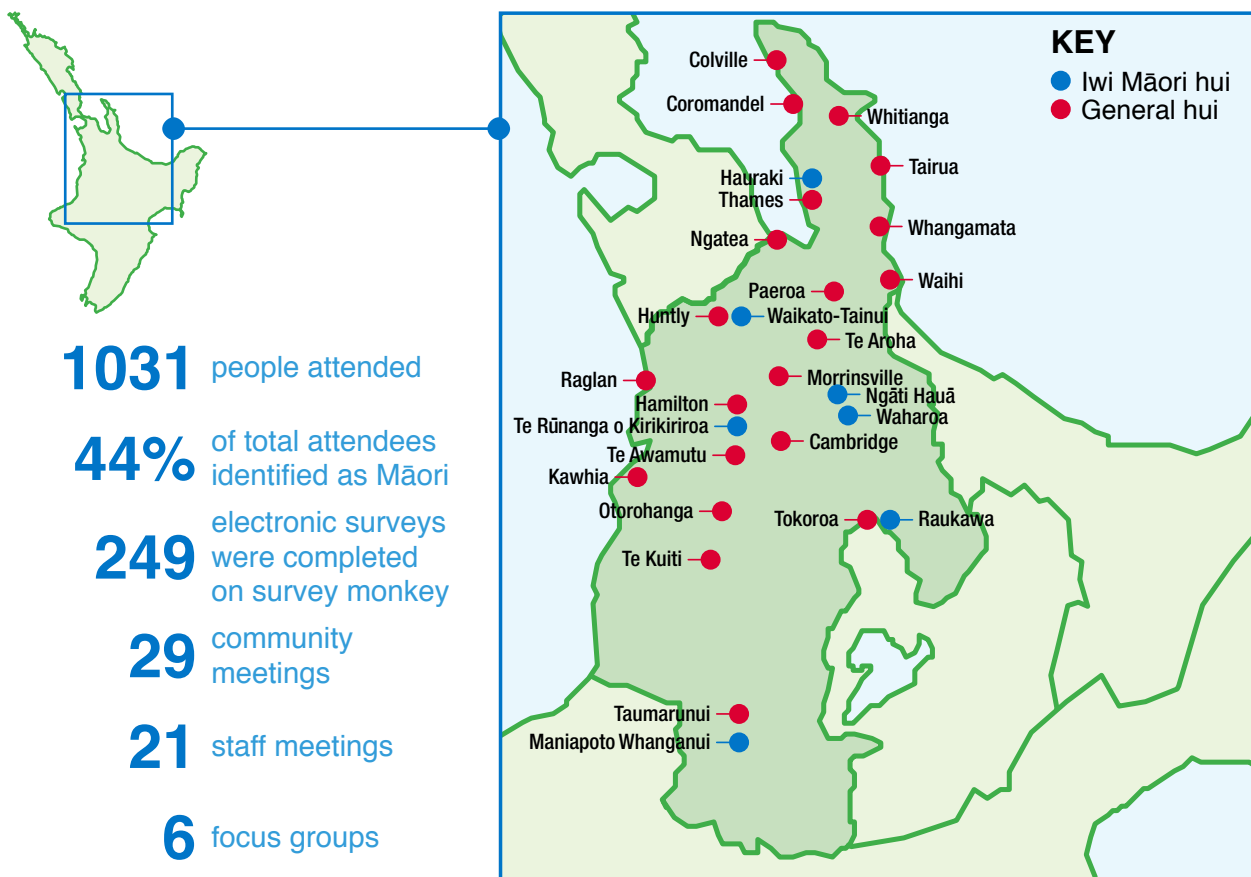 1031 people attended
44% of total attendees
identified as Māori
249 electronic surveys
were completed
on survey monkey
29 community
meetings
21 staff meetings
6 focus groups
KEY
Iwi Māori hui
General hui
Colville
Coromandel
Whitianga
Tairua
Hauraki
Thames
Whangamata
Ngatea
Waihi
Paeroa
Huntly
Waikato-Tainui
Te Aroha
Raglan
Morrinsville
Ngāti Hauā
Hamilton
Waharoa
Te Rūnanga o Kirikiriroa
Cambridge
Te Awamutu
Kawhia
Otorohanga
Tokoroa
Raukawa
Te Kuiti
Taumarunui
Maniapoto Whanganui